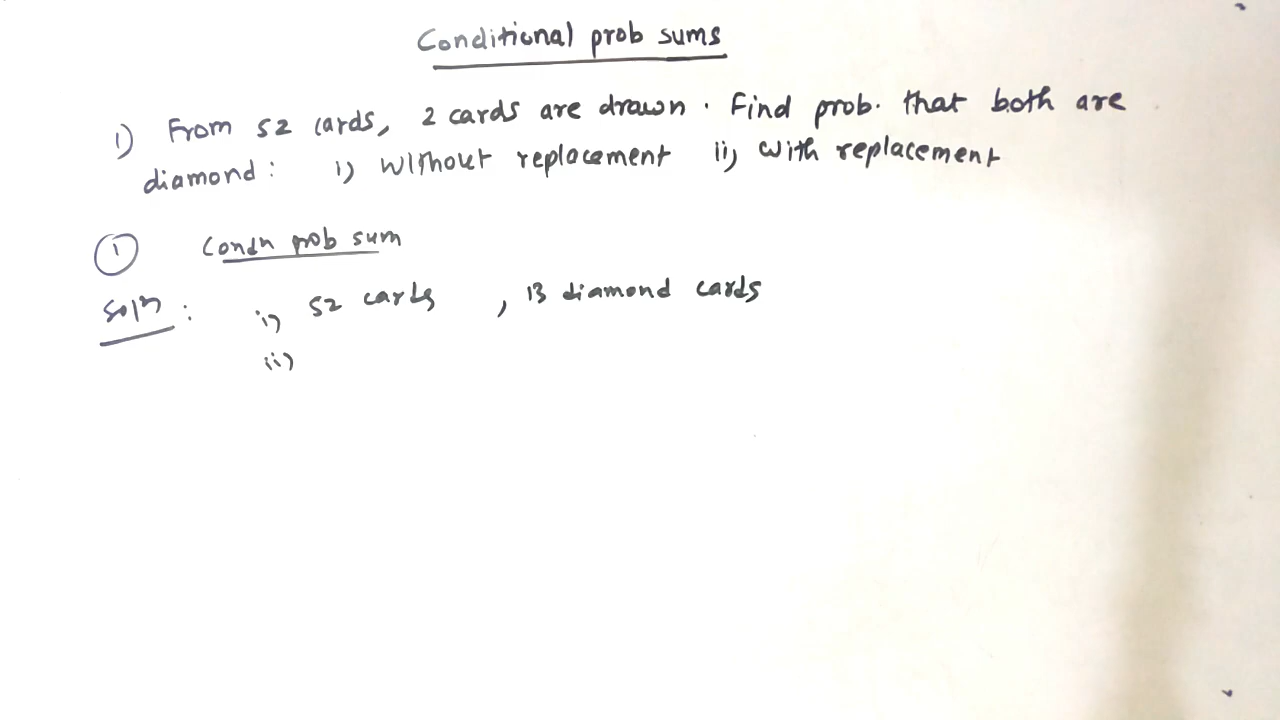 Conditional prob sums
1) From 52 cards, 2 cards are drawn. Find prob. that both are
diamond: i) Without replacement ii) With replacement
1 Condn prob sum
Soln: i) 52 cards, 13 diamond cards
ii)